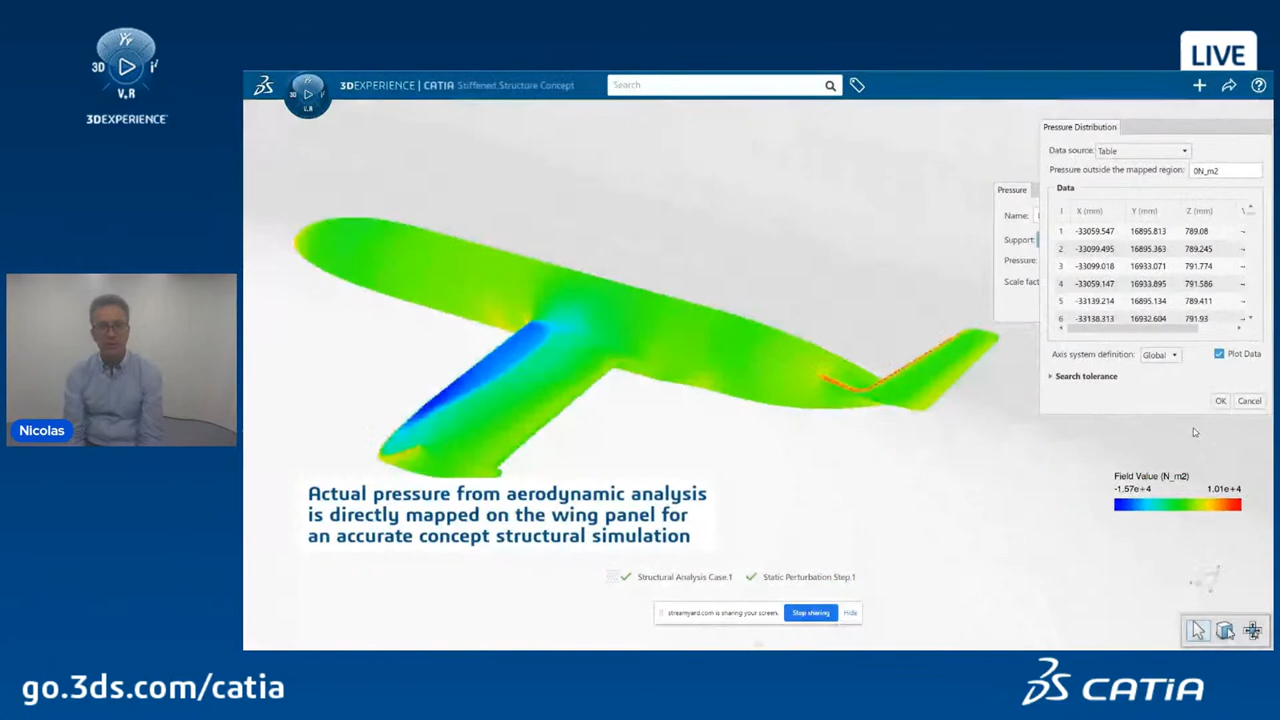 3D
V.R
3DEXPERIENCE
LIVE
3DEXPERIENCE | CATIA Stiffened.Structure Concept
Search
3D
V.R
Pressure Distribution
Data source: Table
Pressure outside the mapped region: 0N_m2
Data
Pressure
I X (mm) Y (mm) Z (mm)
Name:
1 -33059.547 16895.813 789.08
Support:
2 -33099.495 16895.363 789.245
Pressure:
3 -33099.018 16933.071 791.774
Scale fact
4 -33059.147 16933.895 791.586
5 -33139.214 16895.134 789.411
6 -33138.313 16932.604 791.93
Axis system definition: Global Plot Data
Search tolerance
OK Cancel
Nicolas
Field Value (N_m2)
-1.57e+4 1.01e+4
Actual pressure from aerodynamic analysis
is directly mapped on the wing panel for
an accurate concept structural simulation
Structural Analysis Case.1 Static Perturbation Step.1
streamyard.com is sharing your screen. Stop sharing Hide
go.3ds.com/catia
CATIA